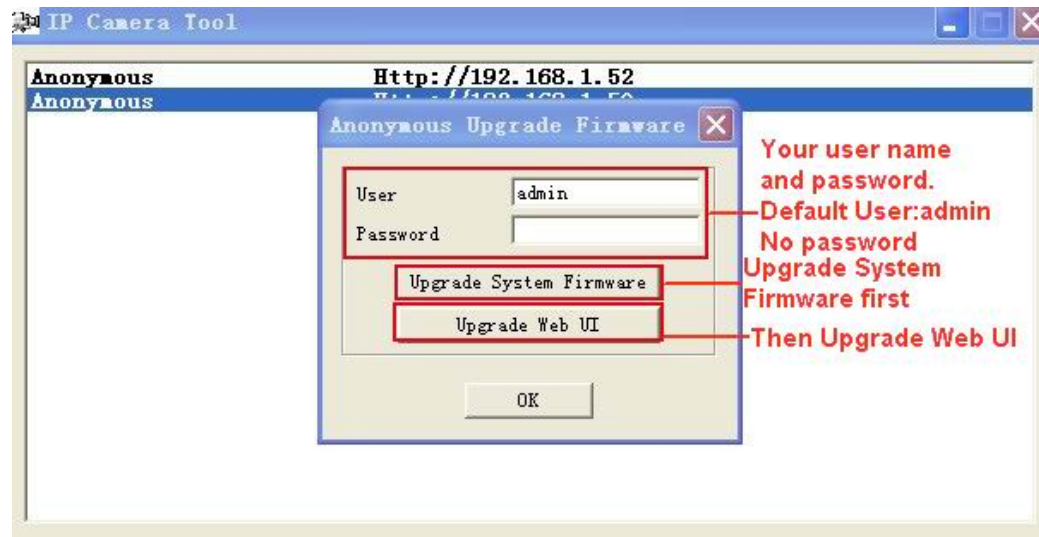 IP Camera Tool
Anonymous Http://192.168.1.52
Anonymous
Anonymous Upgrade Firmware
Your user name
and password.
User admin
Default User:admin
Password
No password
Upgrade System Firmware
Upgrade System
Firmware first
Upgrade Web UI
Then Upgrade Web UI
OK